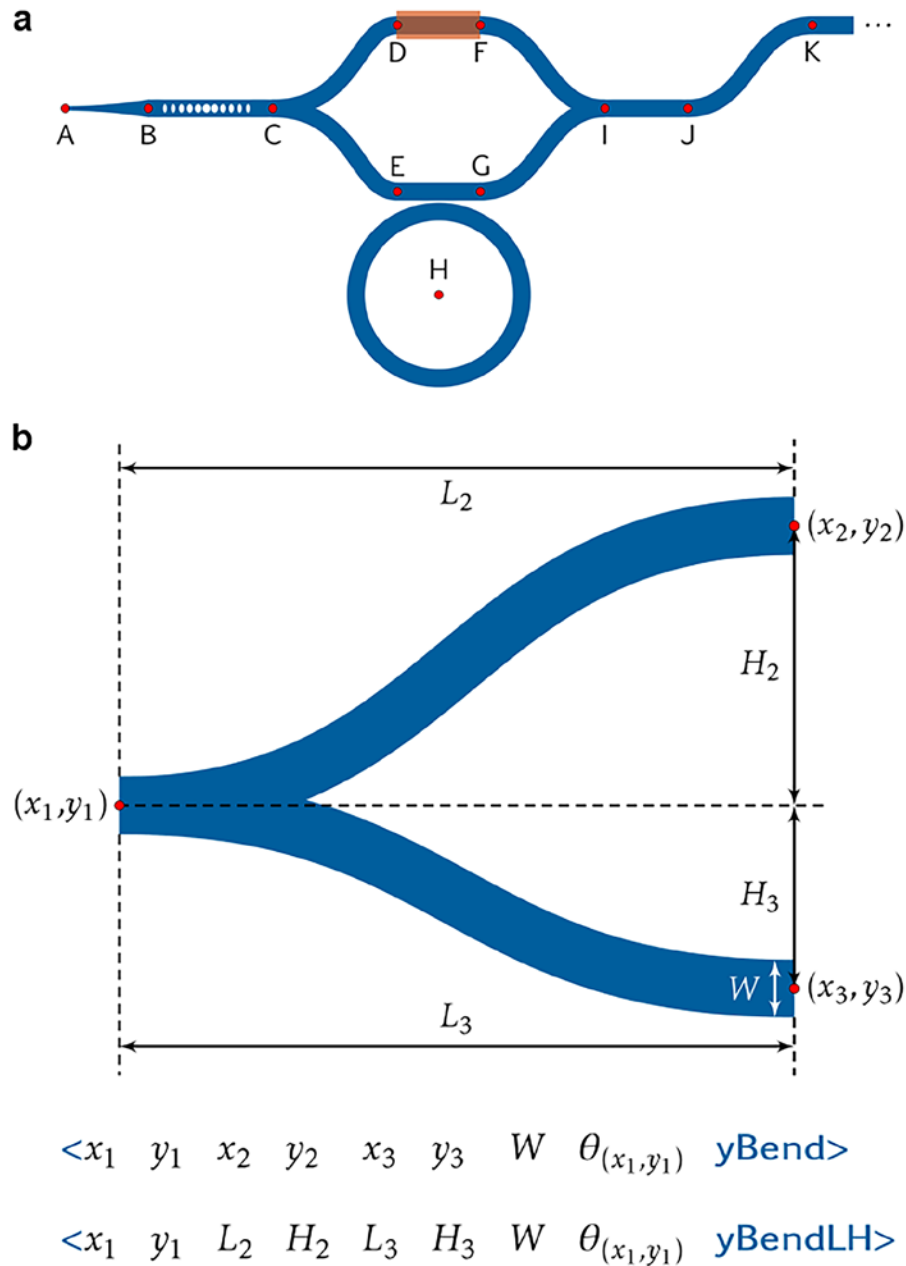 a
D F K ...
A B C I J
E G
H
b
L₂
(x₂, y₂)
H₂
(x₁,y₁)
H₃
W (x₃, y₃)
L₃
<x₁ y₁ x₂ y₂ x₃ y₃ W θ(x₁,y₁) yBend>
<x₁ y₁ L₂ H₂ L₃ H₃ W θ(x₁,y₁) yBendLH>